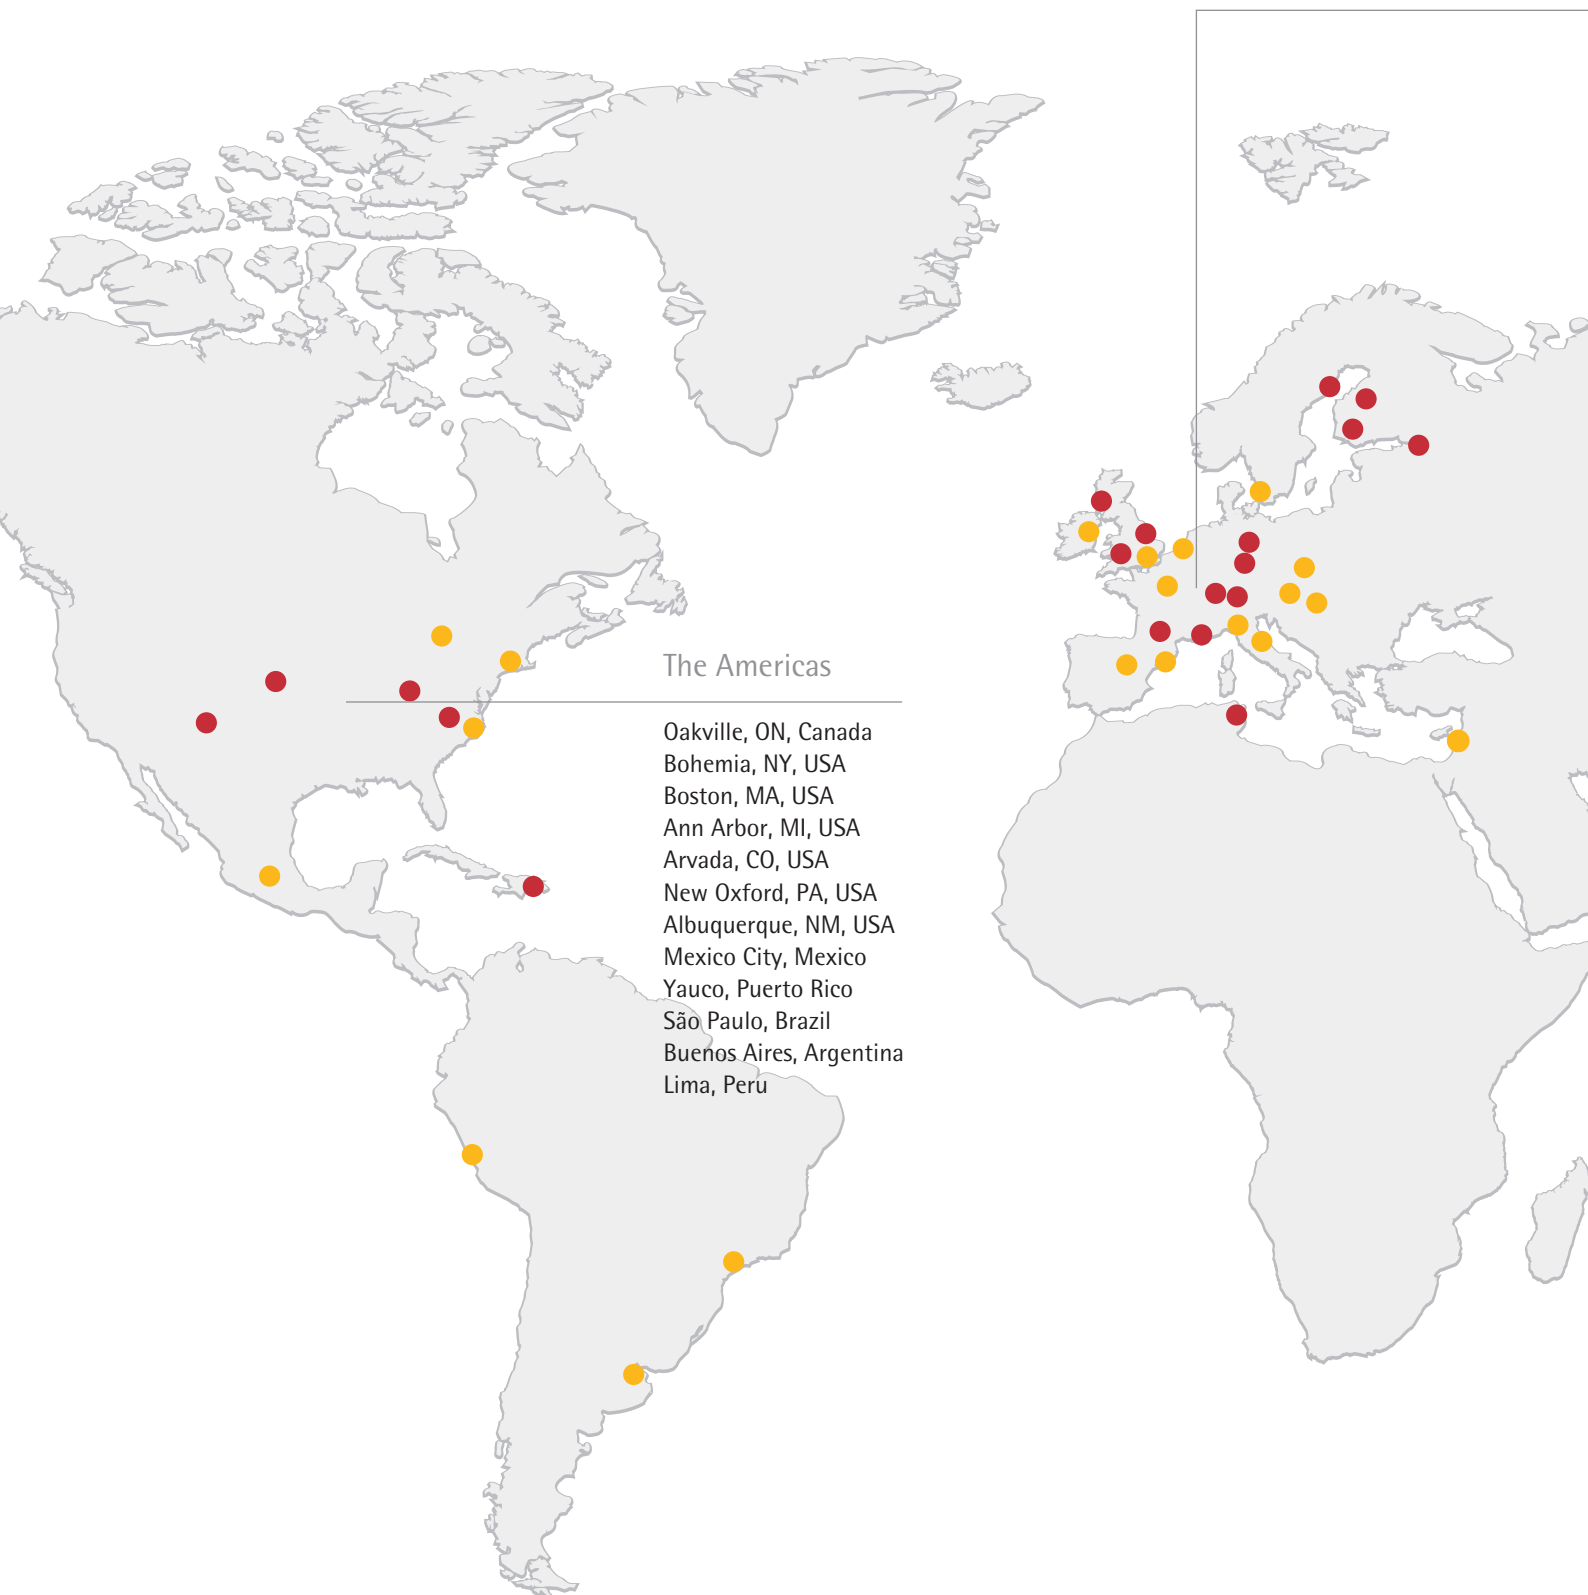 The Americas
Oakville, ON, Canada
Bohemia, NY, USA
Boston, MA, USA
Ann Arbor, MI, USA
Arvada, CO, USA
New Oxford, PA, USA
Albuquerque, NM, USA
Mexico City, Mexico
Yauco, Puerto Rico
São Paulo, Brazil
Buenos Aires, Argentina
Lima, Peru